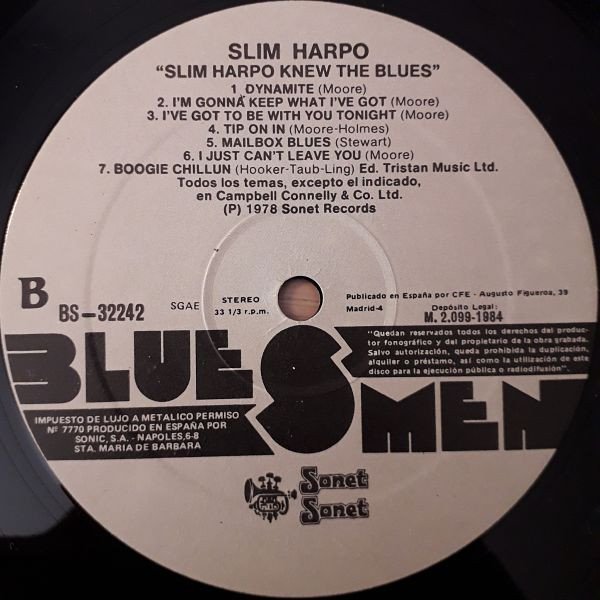 SLIM HARPO
"SLIM HARPO KNEW THE BLUES"
1 DYNAMITE (Moore)
2. I'M GONNA KEEP WHAT I'VE GOT (Moore)
3. I'VE GOT TO BE WITH YOU TONIGHT (Moore)
4. TIP ON IN (Moore-Holmes)
5. MAILBOX BLUES (Stewart)
6. I JUST CAN'T LEAVE YOU (Moore)
7. BOOGIE CHILLUN (Hooker-Taub-Ling) Ed. Tristan Music Ltd.
Todos los temas, excepto el indicado,
en Campbell Connelly & Co. Ltd.
(P) 1978 Sonet Records
B
BS-32242
SGAE
STEREO
33 1/3 r.p.m.
Publicado en España por CFE - Augusto Figueroa, 39
Madrid-4
Depósito Legal:
M. 2.099-1984
BLUESMEN
"Quedan reservados todos los derechos del produc-
tor fonográfico y del propietario de la obra grabada.
Salvo autorización, queda prohibida la duplicación,
alquiler o préstamo, así como la utilización de este
disco para la ejecución pública o radiodifusión".
IMPUESTO DE LUJO A METALICO PERMISO
Nº 7770 PRODUCIDO EN ESPAÑA POR
SONIC, S.A. - NAPOLES,6-8
STA. MARIA DE BARBARA
Sonet
Sonet